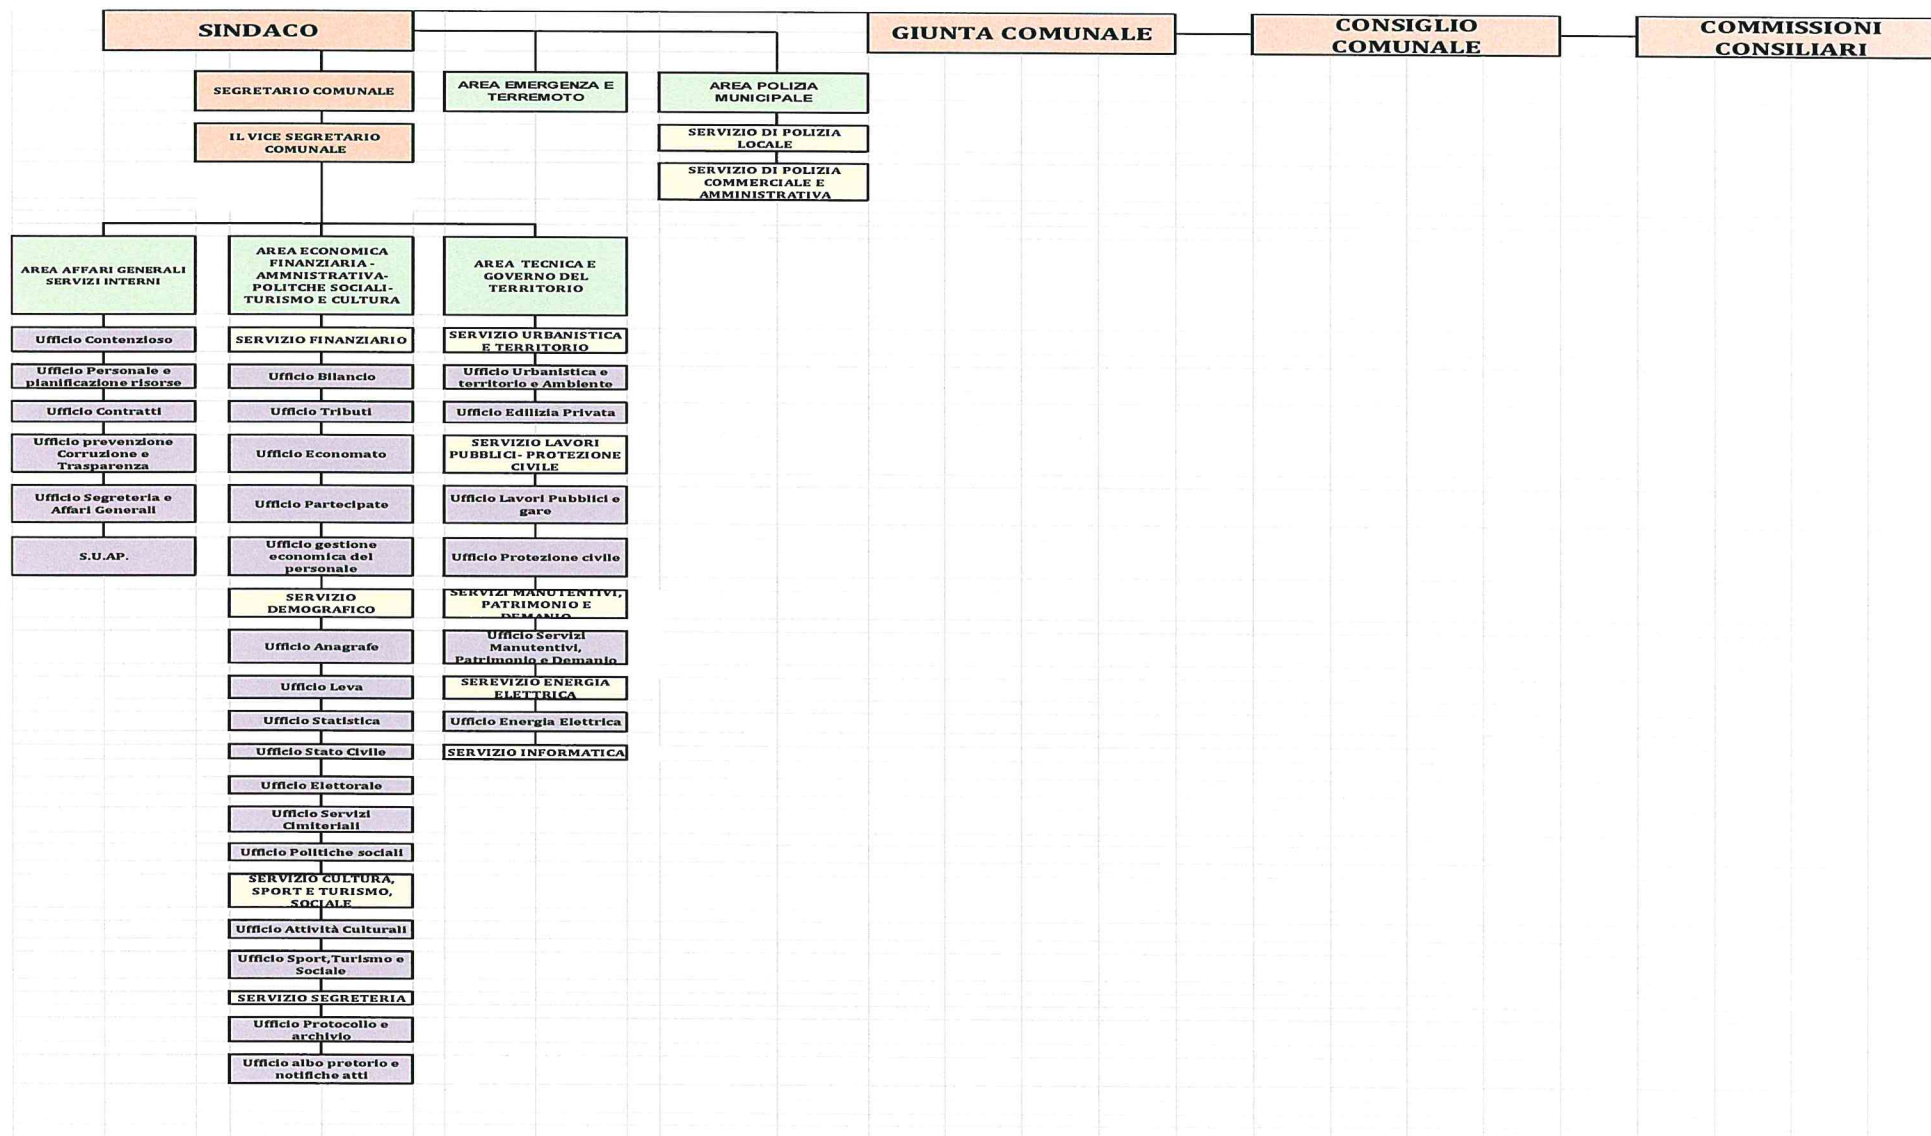 SINDACO
GIUNTA COMUNALE
CONSIGLIO
COMUNALE
COMMISSIONI
CONSILIARI
SEGRETARIO COMUNALE
AREA EMERGENZA E
TERREMOTO
AREA POLIZIA
MUNICIPALE
IL VICE SEGRETARIO
COMUNALE
SERVIZIO DI POLIZIA
LOCALE
SERVIZIO DI POLIZIA
COMMERCIALE E
AMMINISTRATIVA
AREA AFFARI GENERALI
SERVIZI INTERNI
Ufficio Contenzioso
Ufficio Personale e
pianificazione risorse
Ufficio Contratti
Ufficio prevenzione
Corruzione e
Trasparenza
Ufficio Segreteria e
Affari Generali
S.U.AP.
AREA ECONOMICA
FINANZIARIA -
AMMNISTRATIVA-
POLITCHE SOCIALI-
TURISMO E CULTURA
SERVIZIO FINANZIARIO
Ufficio Bilancio
Ufficio Tributi
Ufficio Economato
Ufficio Partecipate
Ufficio gestione
economica del
personale
SERVIZIO
DEMOGRAFICO
Ufficio Anagrafe
Ufficio Leva
Ufficio Statistica
Ufficio Stato Civile
Ufficio Elettorale
Ufficio Servizi
Cimiteriali
Ufficio Politiche sociali
SERVIZIO CULTURA,
SPORT E TURISMO,
SOCIALE
Ufficio Attività Culturali
Ufficio Sport,Turismo e
Sociale
SERVIZIO SEGRETERIA
Ufficio Protocollo e
archivio
Ufficio albo pretorio e
notifiche atti
AREA TECNICA E
GOVERNO DEL
TERRITORIO
SERVIZIO URBANISTICA
E TERRITORIO
Ufficio Urbanistica e
territorio e Ambiente
Ufficio Edilizia Privata
SERVIZIO LAVORI
PUBBLICI- PROTEZIONE
CIVILE
Ufficio Lavori Pubblici e
gare
Ufficio Protezione civile
SERVIZI MANUTENTIVI,
PATRIMONIO E
DEMANIO
Ufficio Servizi
Manutentivi,
Patrimonio e Demanio
SEREVIZIO ENERGIA
ELETTRICA
Ufficio Energia Elettrica
SERVIZIO INFORMATICA